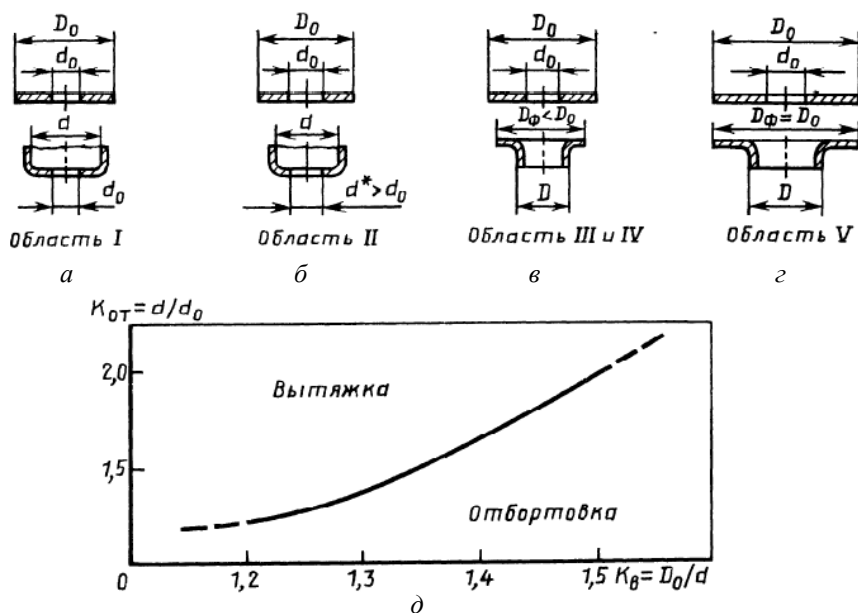 D₀ D₀ D₀ D₀
d₀ d₀ d₀ d₀
d d Dф < D₀ Dф = D₀
d₀ d* > d₀ D D
Область I Область II Область III и IV Область V
а б в г
Kот = d/d₀
2,0
Вытяжка
1,5
Отбортовка
0 1,2 1,3 1,4 1,5 Kв = D₀/d
д